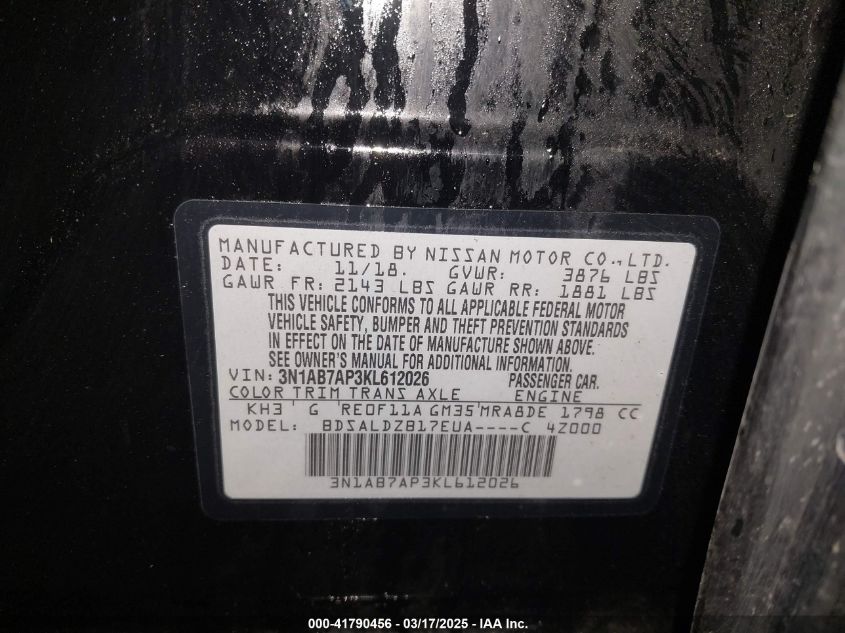 MANUFACTURED BY NISSAN MOTOR CO.,LTD.
DATE: 11/18. GVWR: 3876 LBS
GAWR FR: 2143 LBS GAWR RR: 1881 LBS
THIS VEHICLE CONFORMS TO ALL APPLICABLE FEDERAL MOTOR
VEHICLE SAFETY, BUMPER AND THEFT PREVENTION STANDARDS
IN EFFECT ON THE DATE OF MANUFACTURE SHOWN ABOVE.
SEE OWNER'S MANUAL FOR ADDITIONAL INFORMATION.
VIN: 3N1AB7AP3KL612026 PASSENGER CAR.
COLOR TRIM TRANS AXLE ENGINE
KH3 G RE0F11A GM35 MRA8DE 1798 CC
MODEL: BDSALDZB17EUA----C 4Z000
3N1AB7AP3KL612026
000-41790456 — 03/17/2025 — IAA Inc.